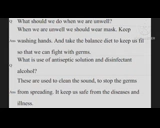 What should we do when we are unwell?
When we are unwell we should wear mask. Keep
washing hands. And take the balance diet to keep us fit
so that we can fight with germs.
What is use of antiseptic solution and disinfectant
alcohol?
These are used to clean the sound, to stop the germs
from spreading. It keep us safe from the diseases and
illness.